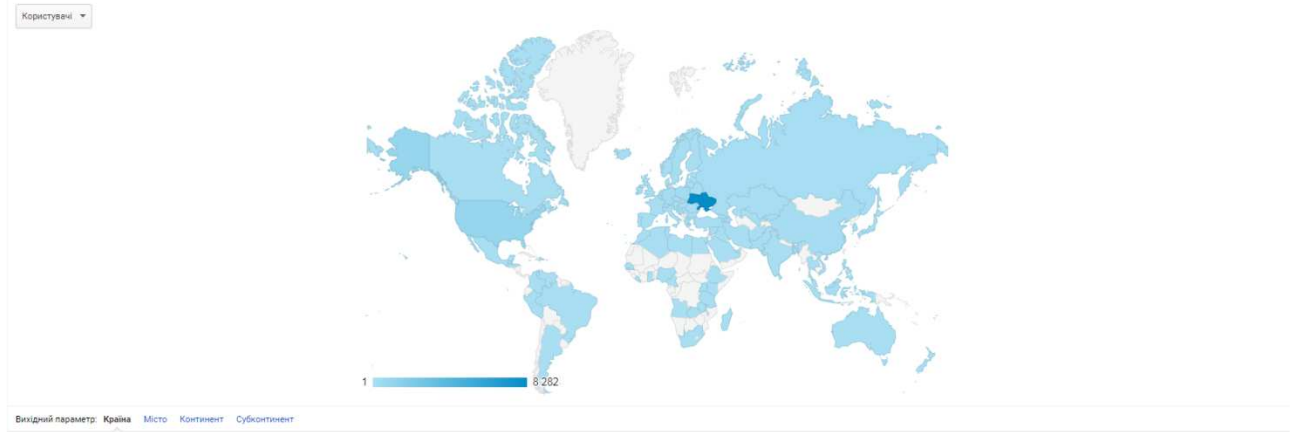 Користувачі
1 8 282
Вихідний параметр: Країна Місто Континент Субконтинент